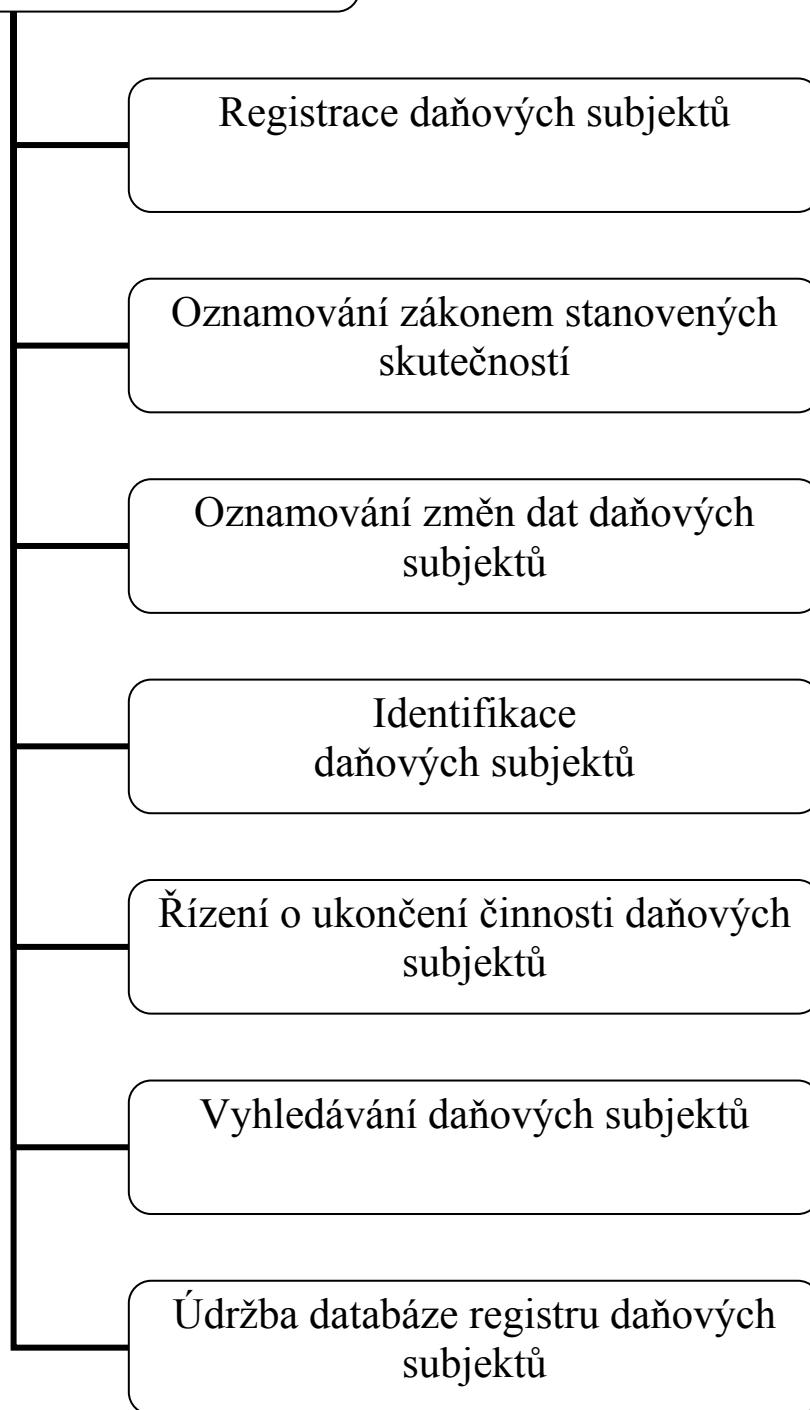 Registrace daňových subjektů
Oznamování zákonem stanovených
skutečností
Oznamování změn dat daňových
subjektů
Identifikace
daňových subjektů
Řízení o ukončení činnosti daňových
subjektů
Vyhledávání daňových subjektů
Údržba databáze registru daňových
subjektů